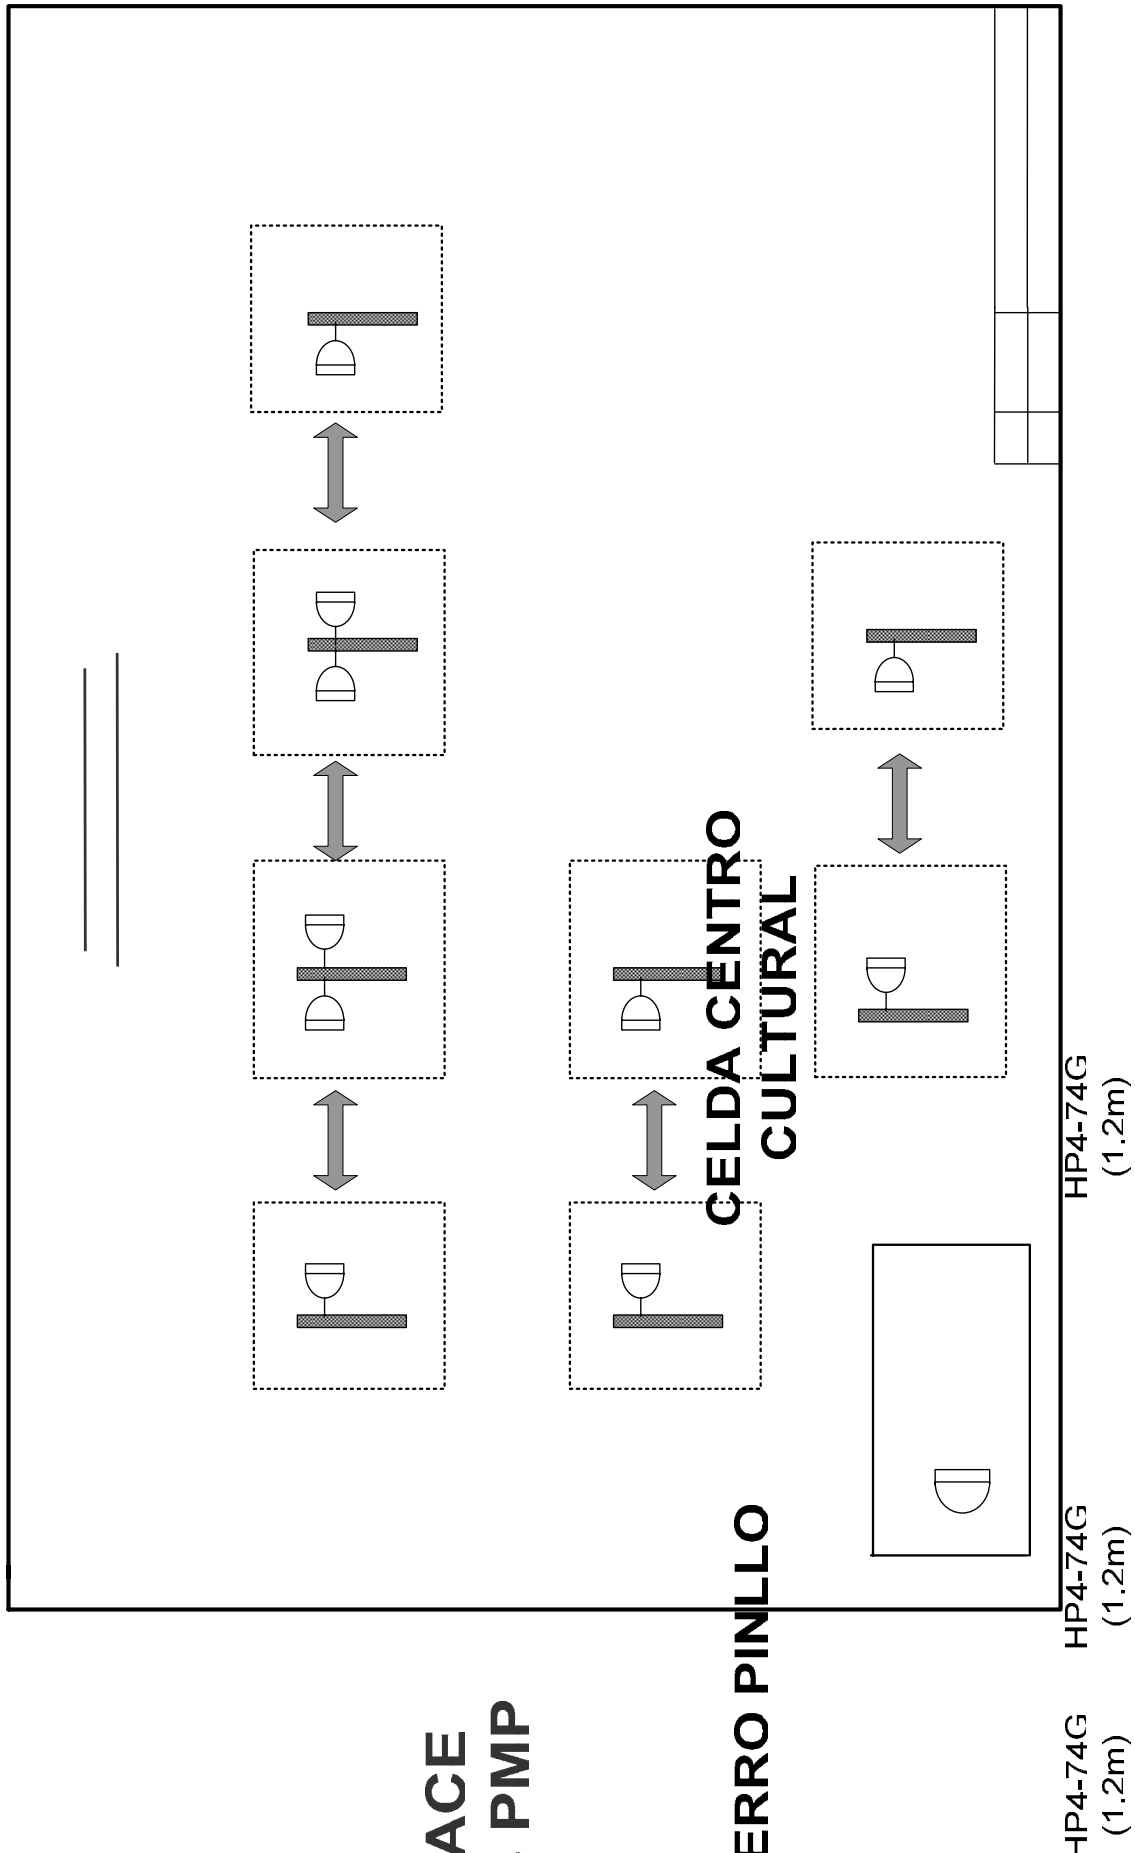 ACE
PMP
ERRO PINLLO
CELDA CENTRO
CULTURAL
HP4-74G
(1.2m)
HP4-74G
(1.2m)
HP4-74G
(1.2m)